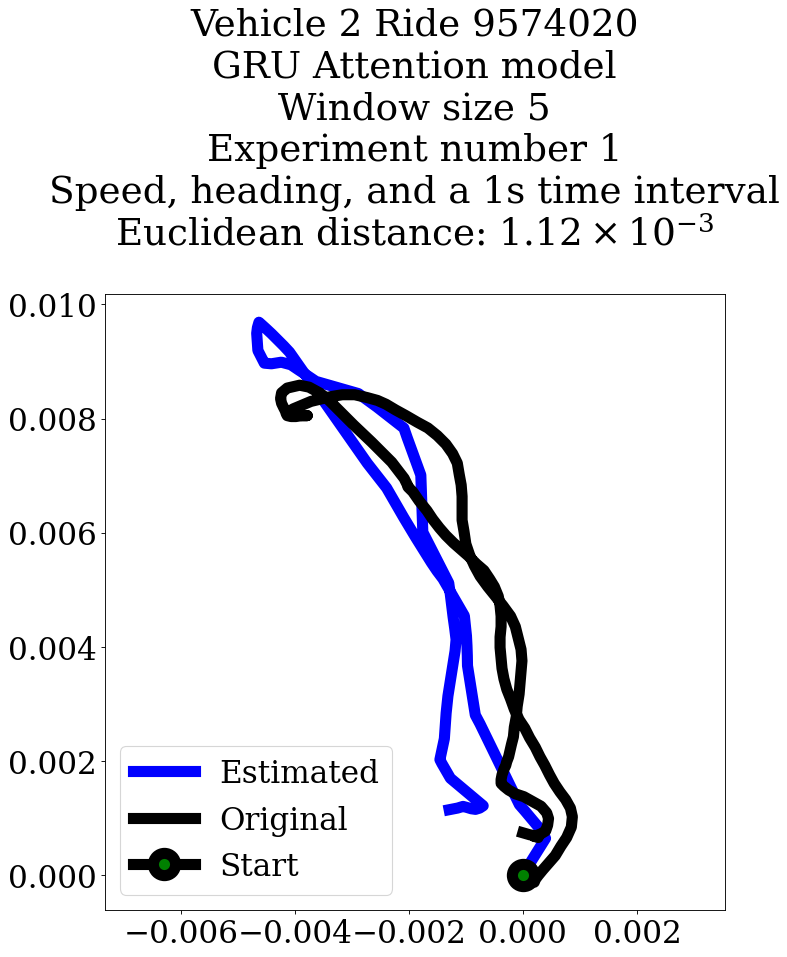 Vehicle 2 Ride 9574020
GRU Attention model
Window size 5
Experiment number 1
Speed, heading, and a 1s time interval
Euclidean distance: 1.12 × 10⁻³
0.010
0.008
0.006
0.004
0.002
0.000
Estimated
Original
Start
−0.006 −0.004 −0.002 0.000 0.002